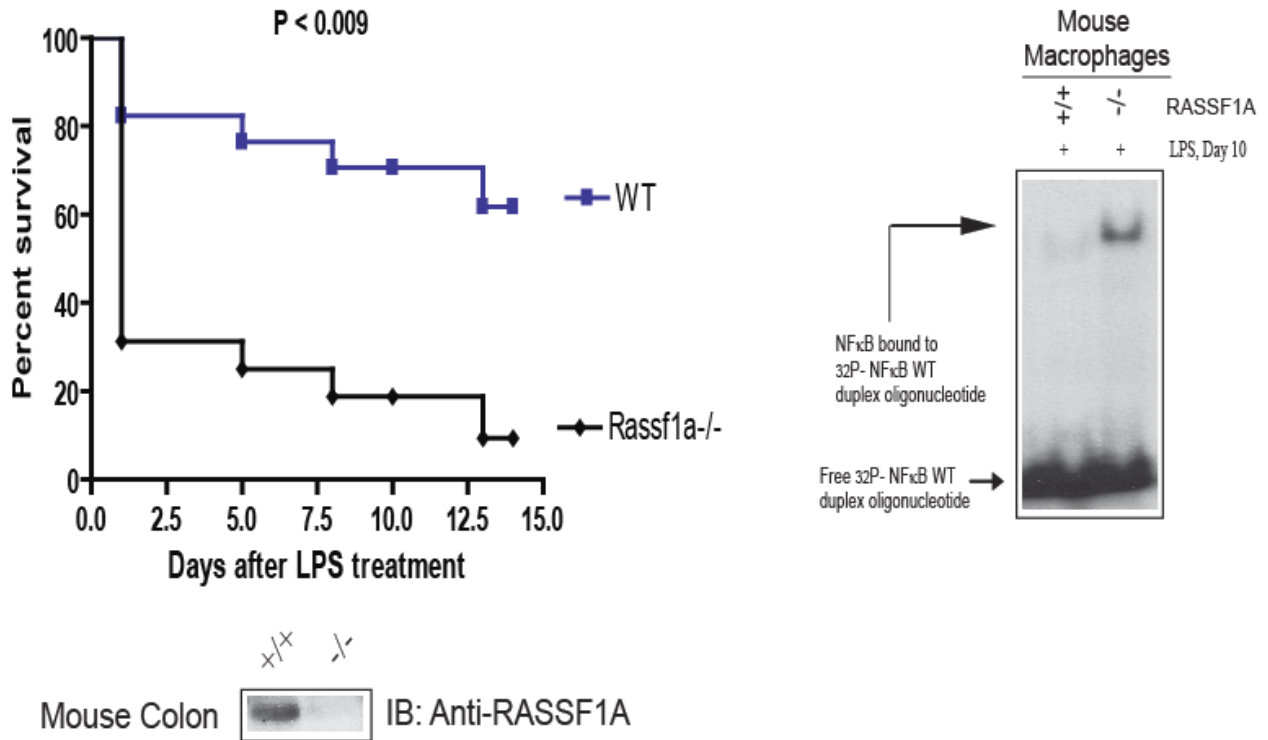 P < 0.009
100
80
60
40
20
0
Percent survival
0.0 2.5 5.0 7.5 10.0 12.5 15.0
Days after LPS treatment
WT
Rassf1a-/-
Mouse
Macrophages
+/+ -/- RASSF1A
+ + LPS, Day 10
NFκB bound to
32P- NFκB WT
duplex oligonucleotide
Free 32P- NFκB WT
duplex oligonucleotide
+/+ -/-
Mouse Colon IB: Anti-RASSF1A